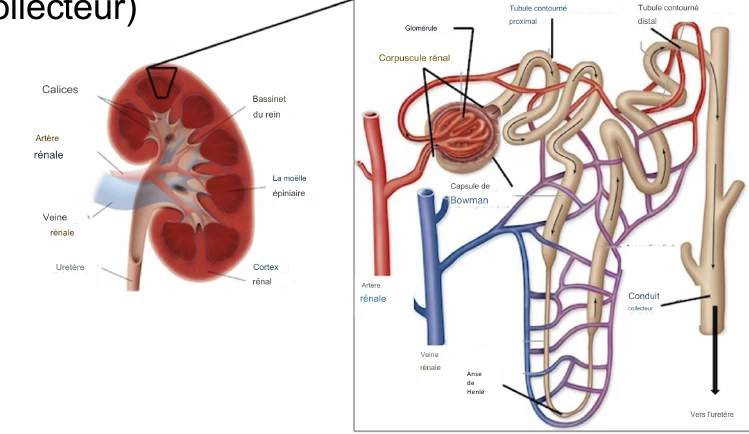 ollecteur)
Calices
Bassinet
du rein
Artère
rénale
La moëlle
épiniaire
Veine
rénale
Uretère
Cortex
rénal
Tubule contourné
proximal
Tubule contourné
distal
Glomérule
Corpuscule rénal
Capsule de
Bowman
Artère
rénale
Conduit
collecteur
Veine
rénale
Anse
de
Henlé
Vers l'uretère